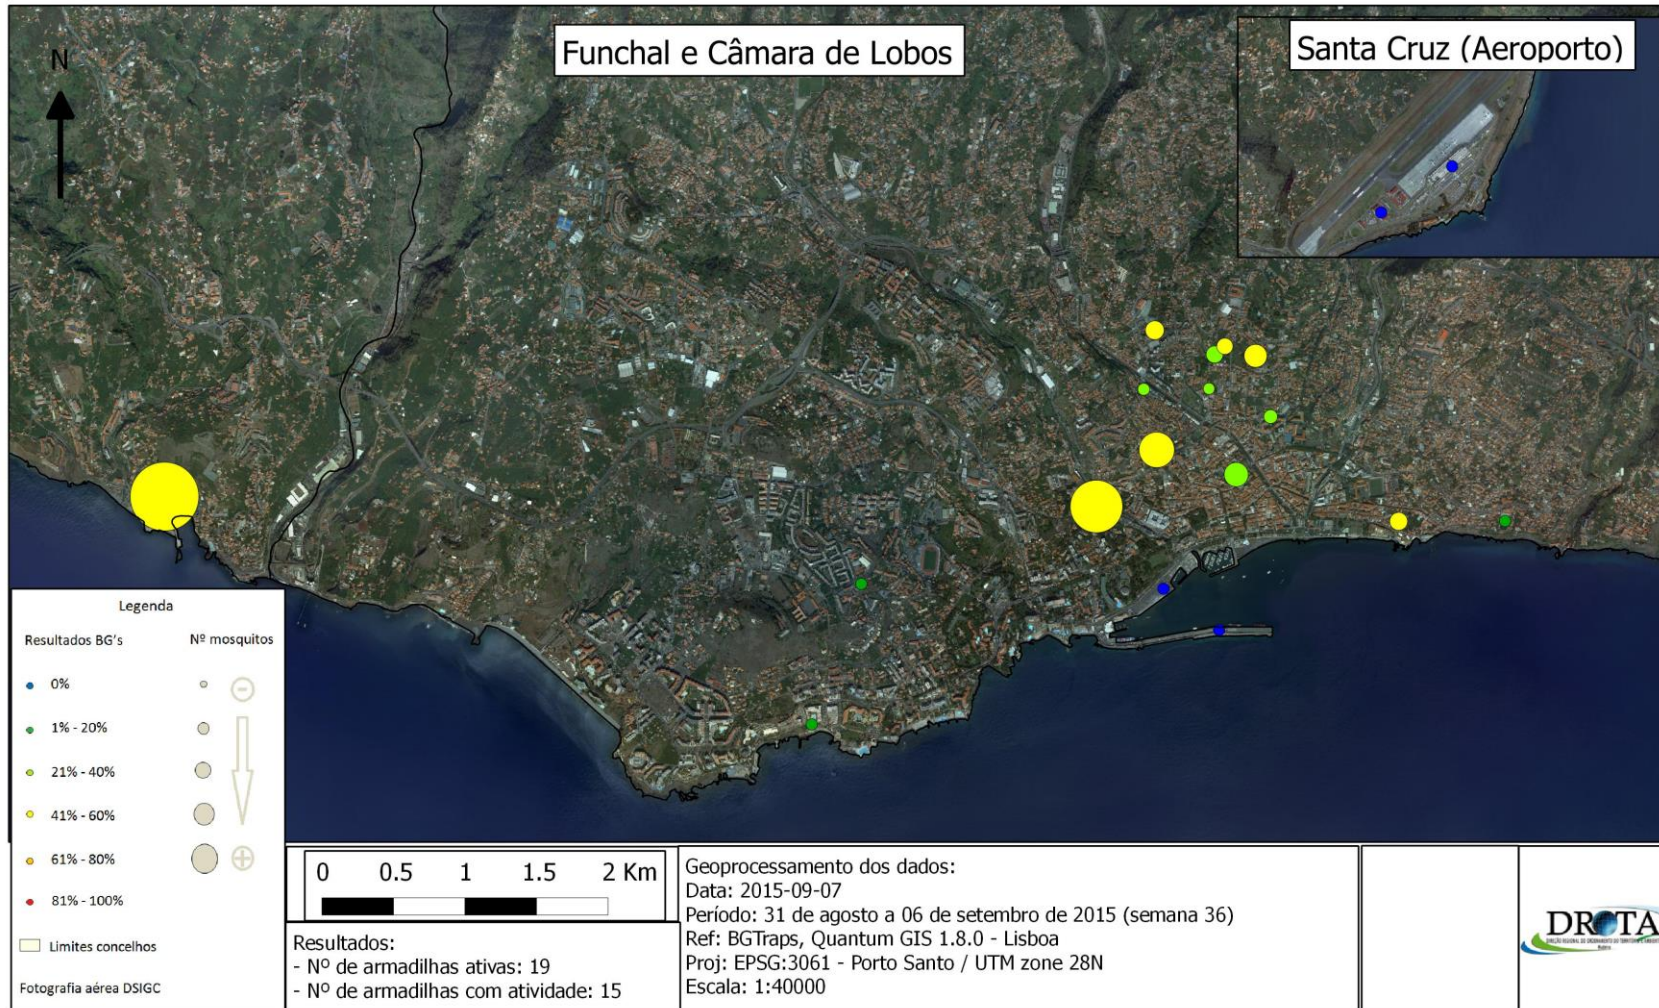 Funchal e Câmara de Lobos
Santa Cruz (Aeroporto)
N
Legenda
Resultados BG's
Nº mosquitos
0%
1% - 20%
21% - 40%
41% - 60%
61% - 80%
81% - 100%
Limites concelhos
Fotografia aérea DSIGC
0 0.5 1 1.5 2 Km
Resultados:
- Nº de armadilhas ativas: 19
- Nº de armadilhas com atividade: 15
Geoprocessamento dos dados:
Data: 2015-09-07
Período: 31 de agosto a 06 de setembro de 2015 (semana 36)
Ref: BGTraps, Quantum GIS 1.8.0 - Lisboa
Proj: EPSG:3061 - Porto Santo / UTM zone 28N
Escala: 1:40000
DROTA